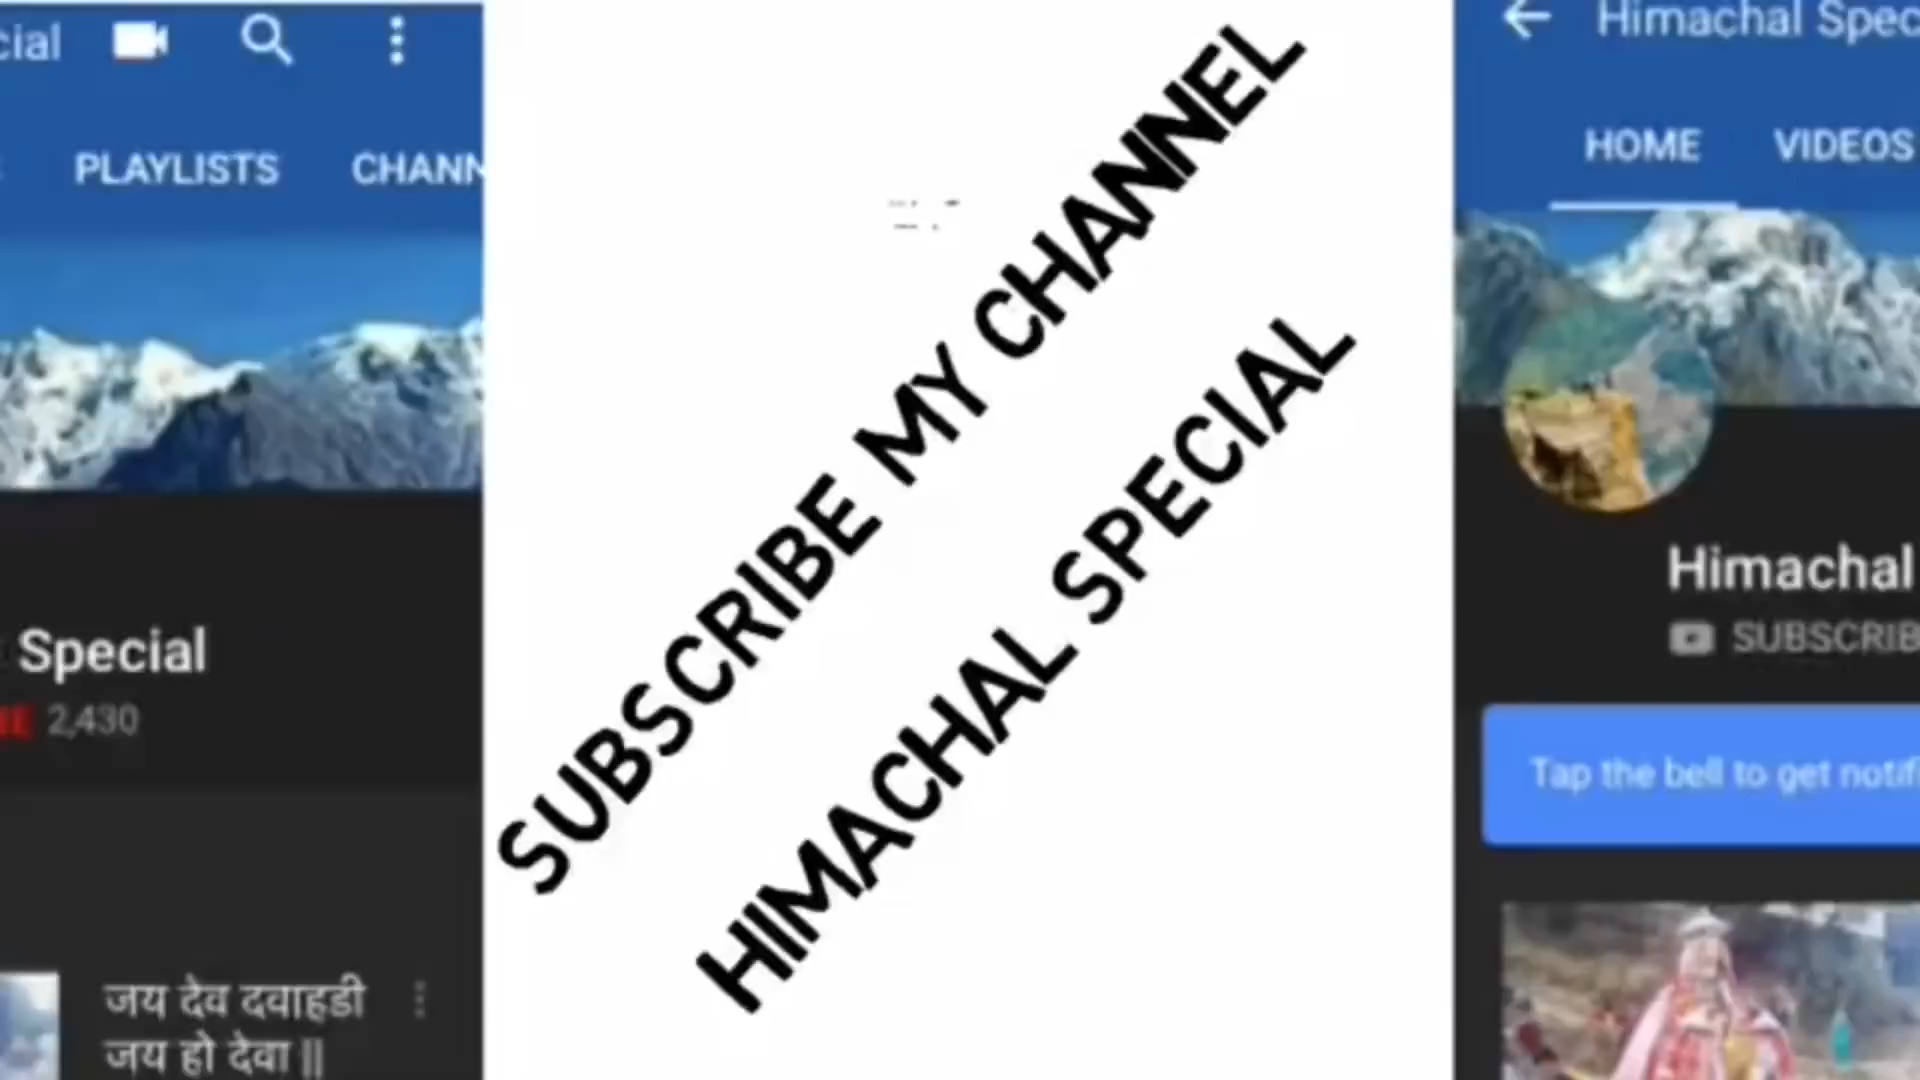 cial
PLAYLISTS CHANN
Special
2,430
जय देव दवाहडी
जय हो देवा ||
SUBSCRIBE MY CHANNEL
HIMACHAL SPECIAL
Himachal Spec
HOME VIDEOS
Himachal
SUBSCRIB
Tap the bell to get notif